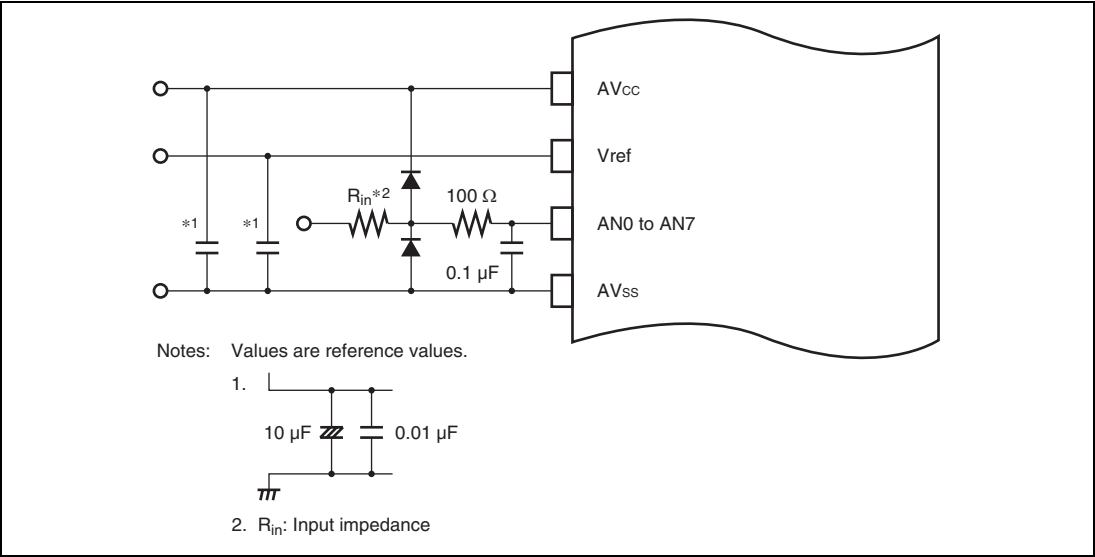 AVCC
Vref
Rin*2 100 Ω
*1 *1 AN0 to AN7
0.1 µF
AVSS
Notes: Values are reference values.
1.
10 µF 0.01 µF
2. Rin: Input impedance